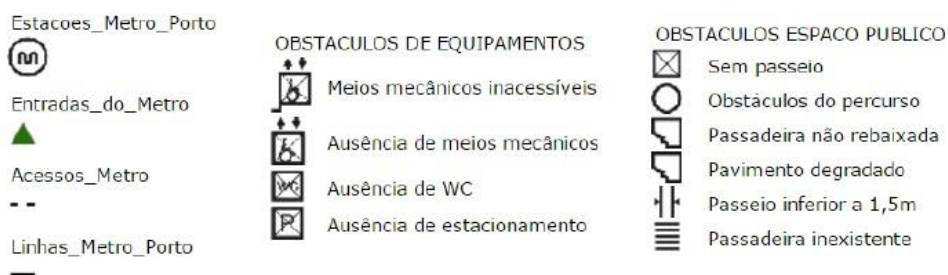 Estacoes_Metro_Porto
m
Entradas_do_Metro
Acessos_Metro
Linhas_Metro_Porto
OBSTACULOS DE EQUIPAMENTOS
Meios mecânicos inacessíveis
Ausência de meios mecânicos
WC Ausência de WC
P Ausência de estacionamento
OBSTACULOS ESPACO PUBLICO
Sem passeio
Obstáculos do percurso
Passadeira não rebaixada
Pavimento degradado
Passeio inferior a 1,5m
Passadeira inexistente